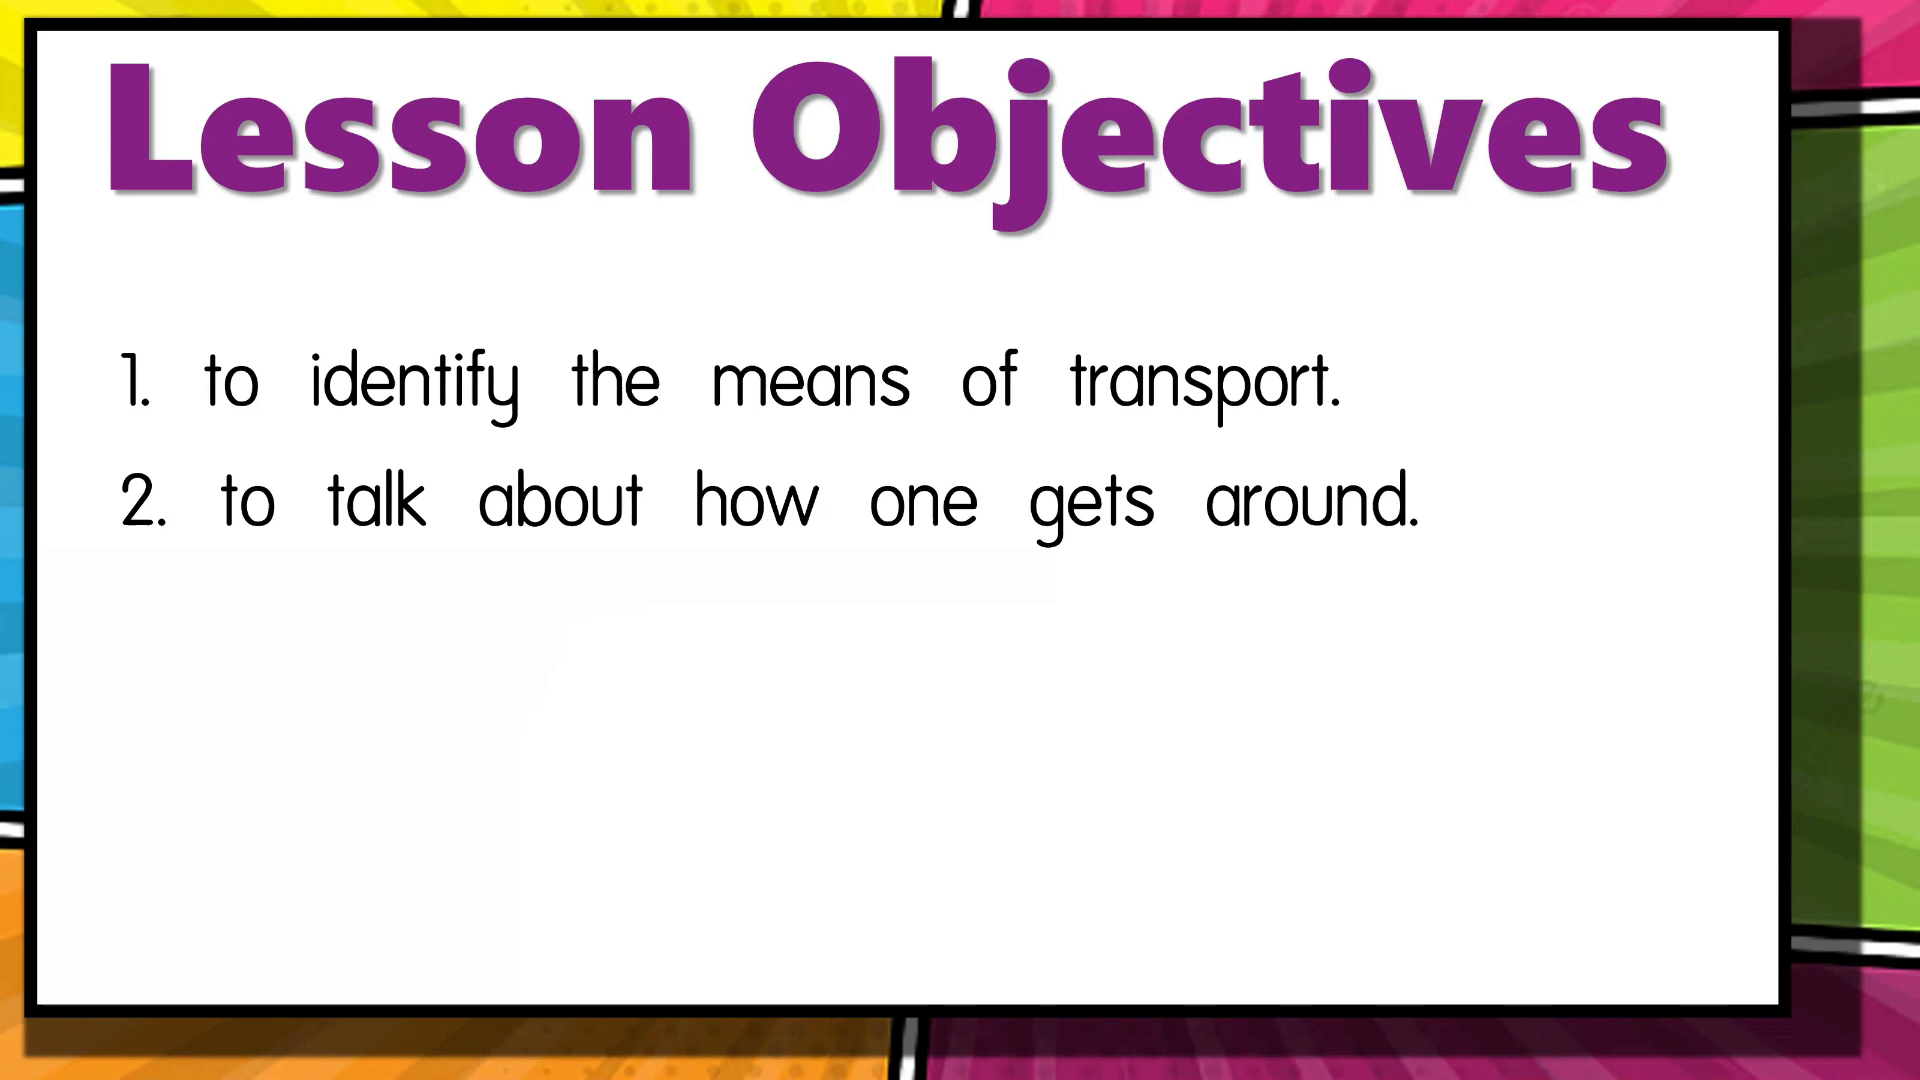 Lesson Objectives
1. to identify the means of transport.
2. to talk about how one gets around.